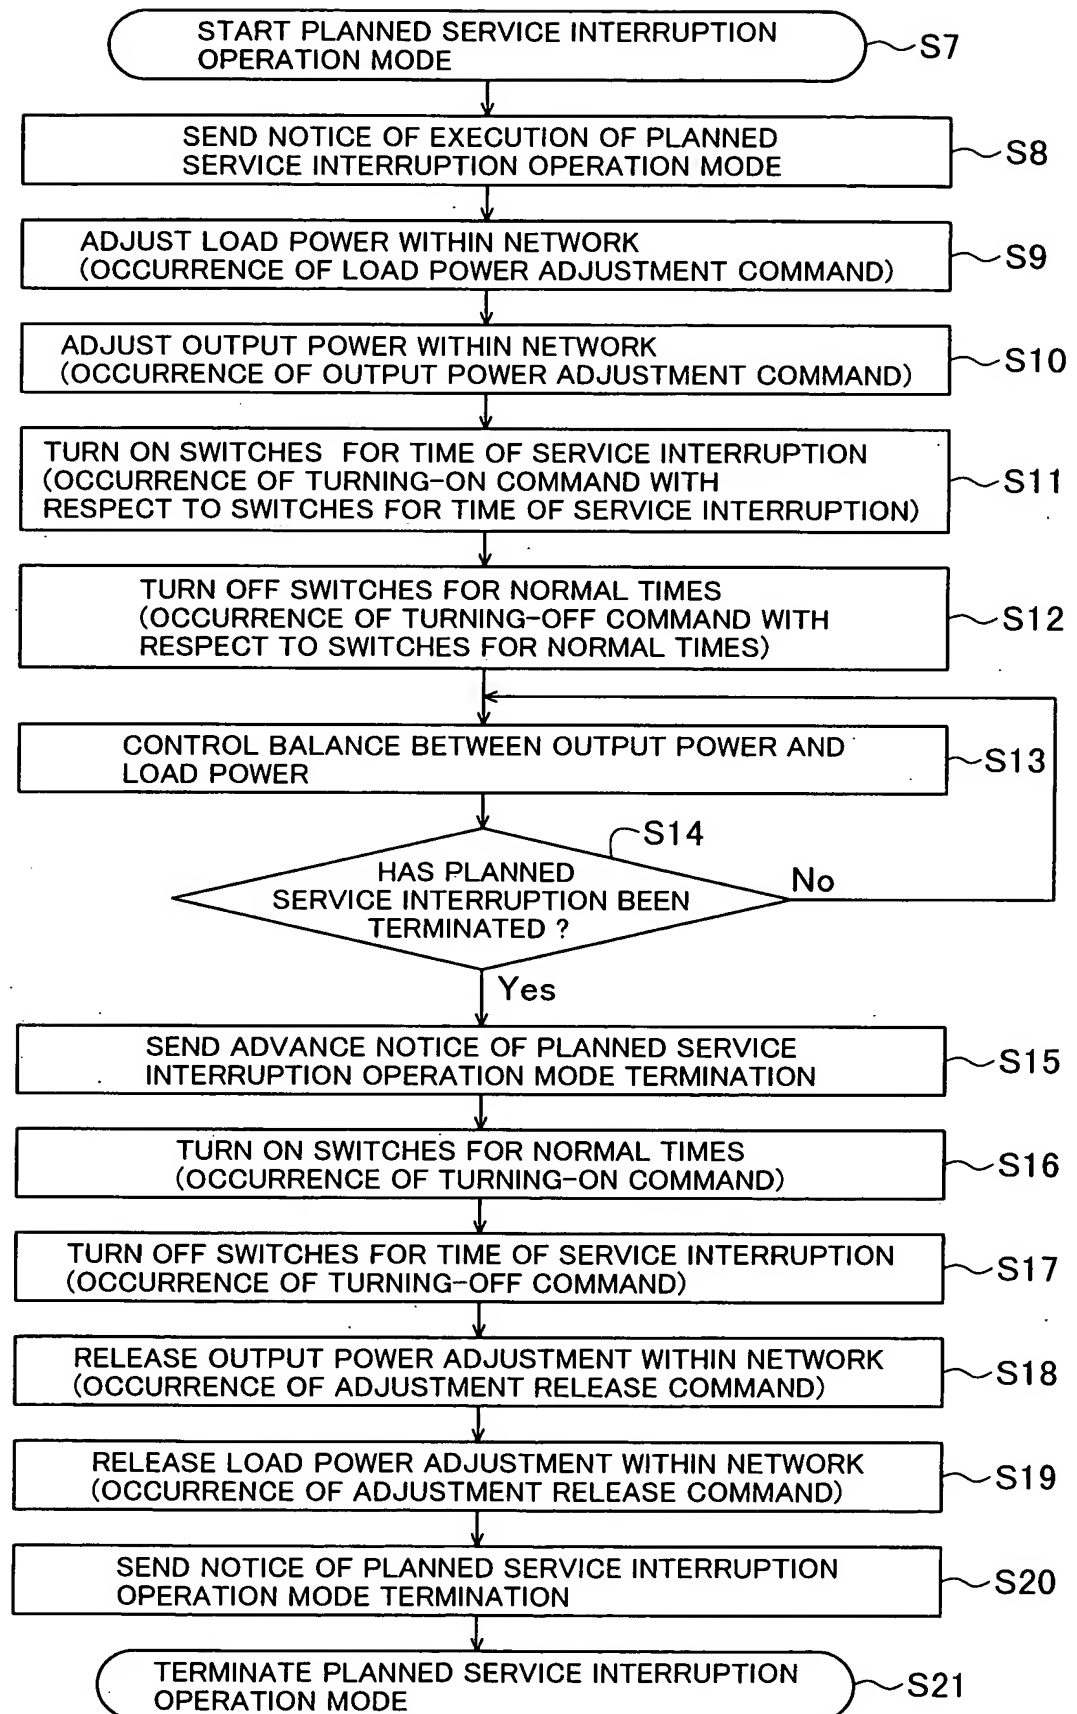 START PLANNED SERVICE INTERRUPTION
OPERATION MODE
S7
SEND NOTICE OF EXECUTION OF PLANNED
SERVICE INTERRUPTION OPERATION MODE
S8
ADJUST LOAD POWER WITHIN NETWORK
(OCCURRENCE OF LOAD POWER ADJUSTMENT COMMAND)
S9
ADJUST OUTPUT POWER WITHIN NETWORK
(OCCURRENCE OF OUTPUT POWER ADJUSTMENT COMMAND)
S10
TURN ON SWITCHES FOR TIME OF SERVICE INTERRUPTION
(OCCURRENCE OF TURNING-ON COMMAND WITH
RESPECT TO SWITCHES FOR TIME OF SERVICE INTERRUPTION)
S11
TURN OFF SWITCHES FOR NORMAL TIMES
(OCCURRENCE OF TURNING-OFF COMMAND WITH
RESPECT TO SWITCHES FOR NORMAL TIMES)
S12
CONTROL BALANCE BETWEEN OUTPUT POWER AND
LOAD POWER
S13
S14
HAS PLANNED
SERVICE INTERRUPTION BEEN
TERMINATED ?
No
Yes
SEND ADVANCE NOTICE OF PLANNED SERVICE
INTERRUPTION OPERATION MODE TERMINATION
S15
TURN ON SWITCHES FOR NORMAL TIMES
(OCCURRENCE OF TURNING-ON COMMAND)
S16
TURN OFF SWITCHES FOR TIME OF SERVICE INTERRUPTION
(OCCURRENCE OF TURNING-OFF COMMAND)
S17
RELEASE OUTPUT POWER ADJUSTMENT WITHIN NETWORK
(OCCURRENCE OF ADJUSTMENT RELEASE COMMAND)
S18
RELEASE LOAD POWER ADJUSTMENT WITHIN NETWORK
(OCCURRENCE OF ADJUSTMENT RELEASE COMMAND)
S19
SEND NOTICE OF PLANNED SERVICE INTERRUPTION
OPERATION MODE TERMINATION
S20
TERMINATE PLANNED SERVICE INTERRUPTION
OPERATION MODE
S21